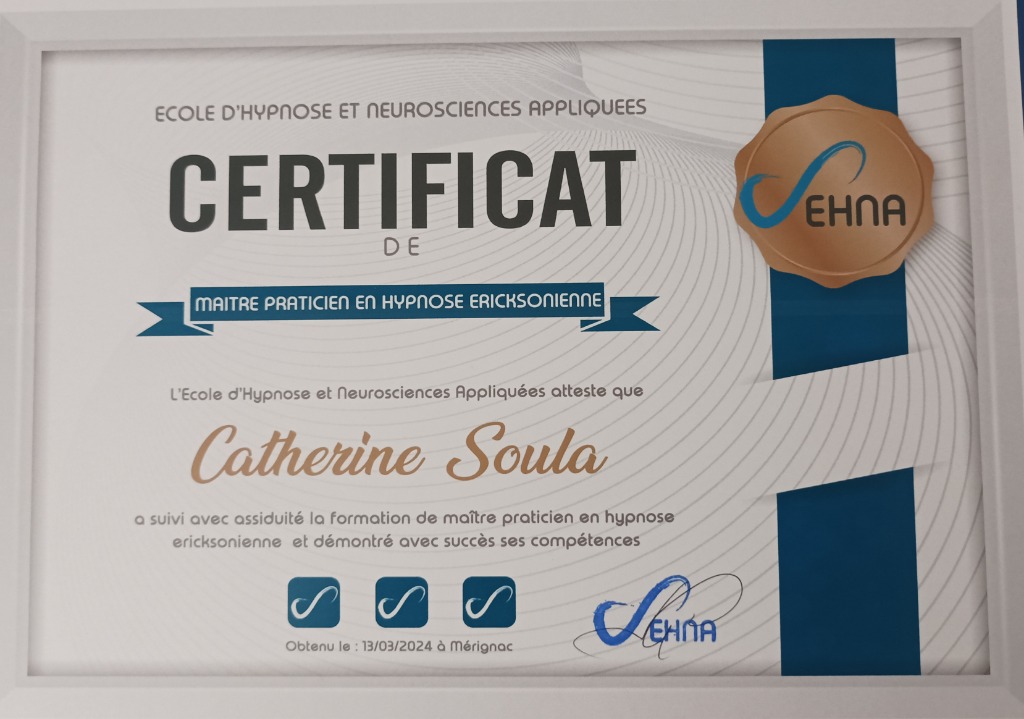 ECOLE D'HYPNOSE ET NEUROSCIENCES APPLIQUEES
CERTIFICAT
DE
MAITRE PRATICIEN EN HYPNOSE ERICKSONIENNE
EHNA
L'Ecole d'Hypnose et Neurosciences Appliquées atteste que
Catherine Soula
a suivi avec assiduité la formation de maître praticien en hypnose
ericksonienne et démontré avec succès ses compétences
Obtenu le : 13/03/2024 à Mérignac
EHNA